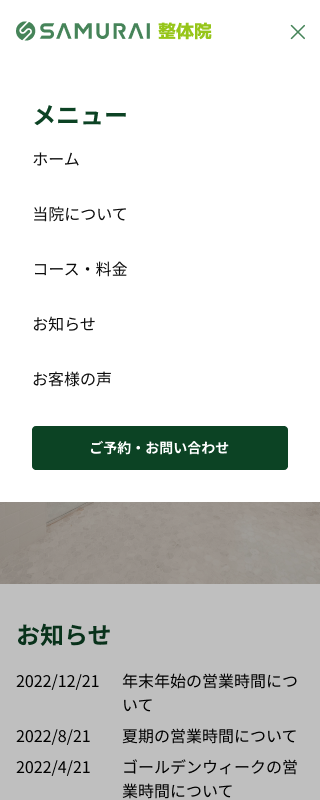 SAMURAI 整体院
メニュー
ホーム
当院について
コース・料金
お知らせ
お客様の声
ご予約・お問い合わせ
お知らせ
2022/12/21 年末年始の営業時間につ
いて
2022/8/21 夏期の営業時間について
2022/4/21 ゴールデンウィークの営
業時間について